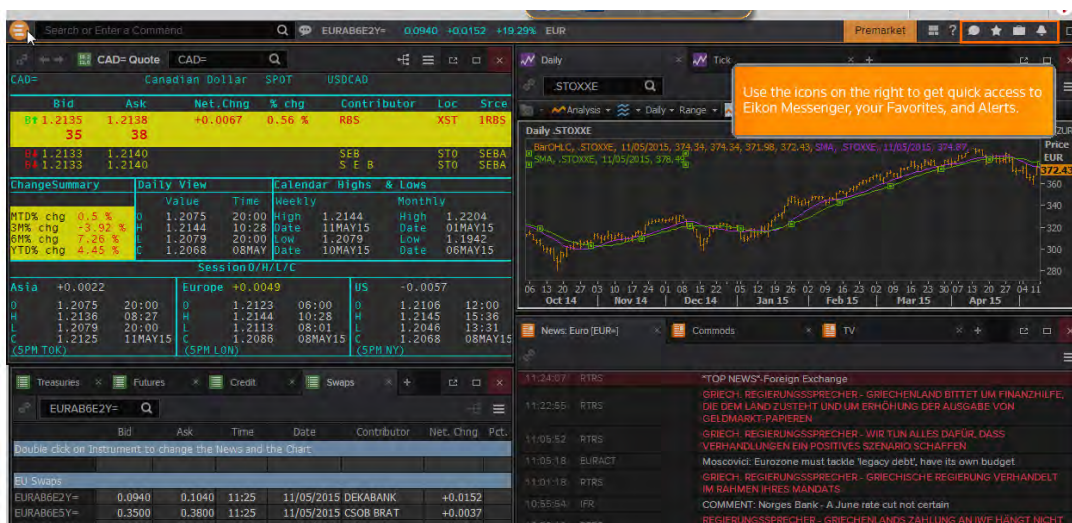 Search or Enter a Command EURAB6E2Y= 0.0940 +0.0152 +19.29% EUR Premarket ?
CAD= Quote CAD=
CAD= Canadian Dollar SPOT USDCAD
Bid Ask Net.Chng % chg Contributor Loc Srce
1.2135 1.2138 +0.0067 0.56 % RBS XST 1RBS
35 38
1.2133 1.2140 SEB STO SEBA
1.2133 1.2140 S E B STO SEBA
ChangeSummary Daily View Calendar Highs & Lows
Value Time Weekly Monthly
MTD% chg 0.5 % O 1.2075 20:00 High 1.2144 High 1.2204
3M% chg -3.92 % H 1.2144 10:28 Date 11MAY15 Date 01MAY15
6M% chg 7.26 % L 1.2079 20:00 Low 1.2079 Low 1.1942
YTD% chg 4.45 % C 1.2068 08MAY Date 10MAY15 Date 06MAY15
Session O/H/L/C
Asia +0.0022 Europe +0.0049 US -0.0057
O 1.2075 20:00 O 1.2123 06:00 O 1.2106 12:00
H 1.2136 08:27 H 1.2144 10:28 H 1.2145 15:36
L 1.2079 20:00 L 1.2113 08:01 L 1.2046 13:31
C 1.2125 11MAY15 C 1.2086 08MAY15 C 1.2068 08MAY15
(5PM TOK) (5PM LON) (5PM NY)
Treasuries Futures Credit Swaps
EURAB6E2Y=
Bid Ask Time Date Contributor Net. Chng Pct.
Double click on Instrument to change the News and the Chart
EU Swaps
EURAB6E2Y= 0.0940 0.1040 11:25 11/05/2015 DEKABANK +0.0152
EURAB6E5Y= 0.3500 0.3800 11:25 11/05/2015 CSOB BRAT +0.0037
Daily Tick
.STOXXE
Analysis Daily Range
Use the icons on the right to get quick access to
Eikon Messenger, your Favorites, and Alerts.
Daily .STOXXE
BarOHLC, .STOXXE, 11/05/2015, 374.34, 374.34, 371.98, 372.43, SMA, .STOXXE, 11/05/2015, 374.89
SMA, .STOXXE, 11/05/2015, 378.49
Price
EUR
372.43
360
340
320
300
280
06 13 20 27 03 10 17 24 01 08 15 22 12 19 26 02 09 16 23 02 09 16 23 30 07 13 20 27 04 11
Oct 14 Nov 14 Dec 14 Jan 15 Feb 15 Mar 15 Apr 15
News: Euro [EUR=] Commods TV
11:24:07 RTRS "TOP NEWS"-Foreign Exchange
11:22:55 RTRS GRIECH. REGIERUNGSSPRECHER - GRIECHENLAND BITTET UM FINANZHILFE,
DIE DEM LAND ZUSTEHT UND UM ERHÖHUNG DER AUSGABE VON
GELDMARKT-PAPIEREN
11:05:52 RTRS GRIECH. REGIERUNGSSPRECHER - WIR TUN ALLES DAFÜR, DASS
VERHANDLUNGEN EIN POSITIVES SZENARIO SCHAFFEN
11:05:18 EURACT Moscovici: Eurozone must tackle 'legacy debt', have its own budget
11:01:18 RTRS GRIECH. REGIERUNGSSPRECHER - GRIECHISCHE REGIERUNG VERHANDELT
IM RAHMEN IHRES MANDATS
10:55:54 IFR COMMENT: Norges Bank - A June rate cut not certain
REGIERUNGSSPRECHER - GRIECHENLANDS ZAHLUNG AN IWF HÄNGT NICHT